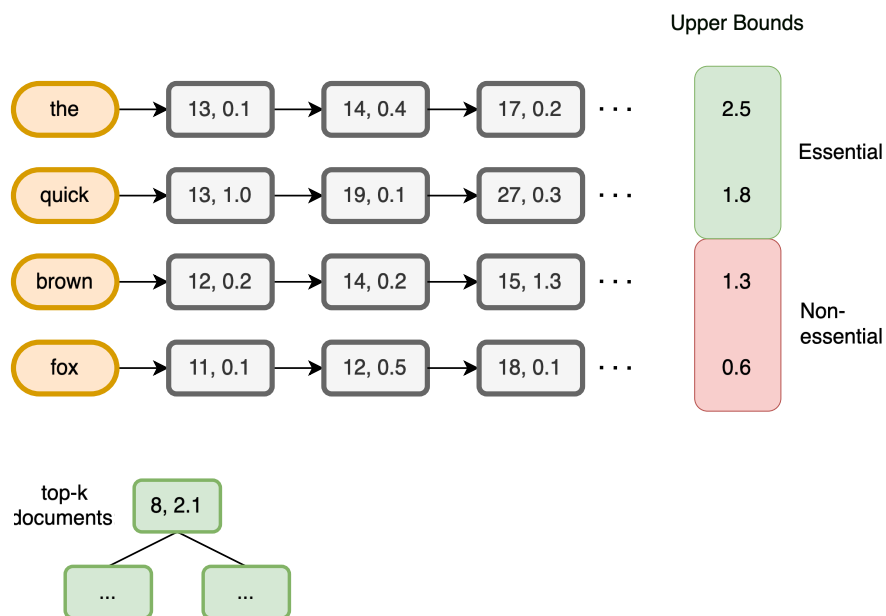 Upper Bounds
the 13, 0.1 14, 0.4 17, 0.2 . . . 2.5
Essential
quick 13, 1.0 19, 0.1 27, 0.3 . . . 1.8
brown 12, 0.2 14, 0.2 15, 1.3 . . . 1.3
Non-
essential
fox 11, 0.1 12, 0.5 18, 0.1 . . . 0.6
top-k
documents
8, 2.1
... ...